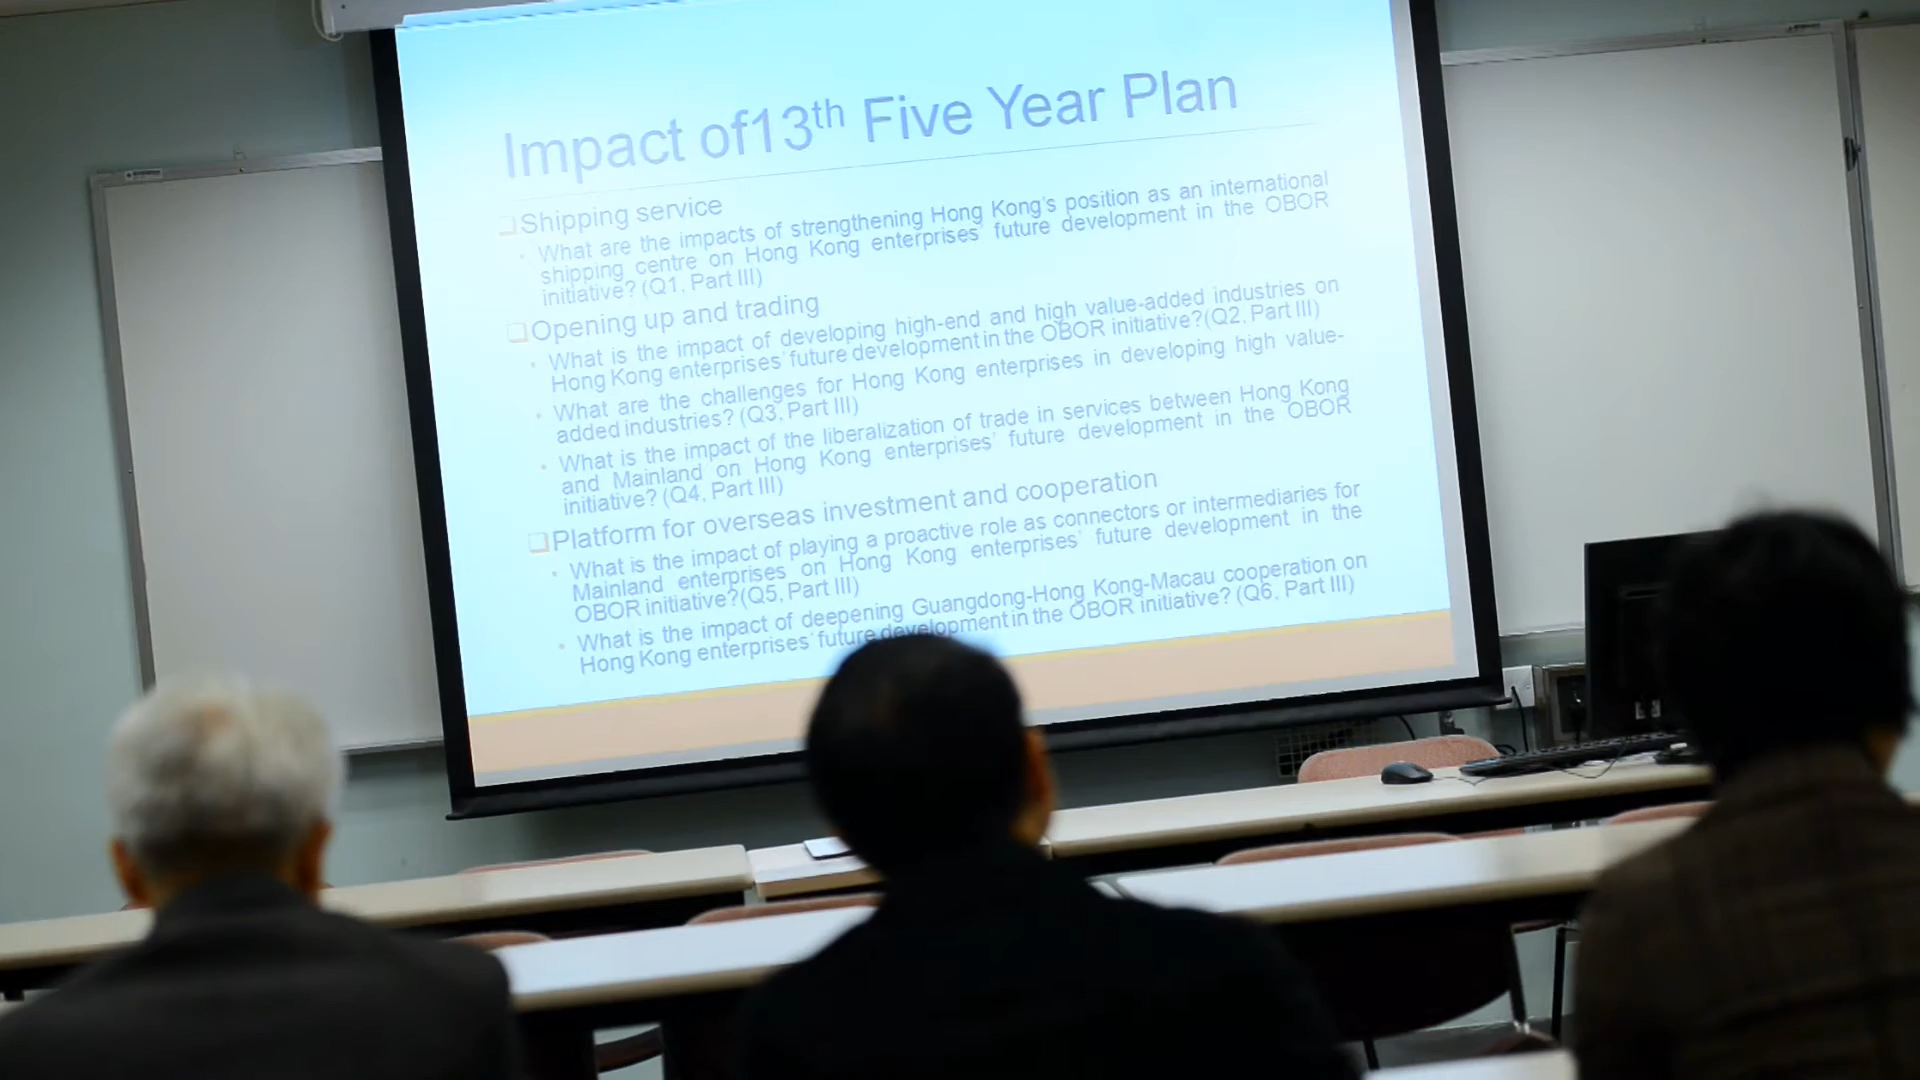 Impact of13th Five Year Plan
Shipping service
What are the impacts of strengthening Hong Kong's position as an international
shipping centre on Hong Kong enterprises' future development in the OBOR
initiative? (Q1, Part III)
Opening up and trading
What is the impact of developing high-end and high value-added industries on
Hong Kong enterprises' future development in the OBOR initiative?(Q2, Part III)
What are the challenges for Hong Kong enterprises in developing high value-
added industries? (Q3, Part III)
What is the impact of the liberalization of trade in services between Hong Kong
and Mainland on Hong Kong enterprises' future development in the OBOR
initiative? (Q4, Part III)
Platform for overseas investment and cooperation
What is the impact of playing a proactive role as connectors or intermediaries for
Mainland enterprises on Hong Kong enterprises' future development in the
OBOR initiative?(Q5, Part III)
What is the impact of deepening Guangdong-Hong Kong-Macau cooperation on
Hong Kong enterprises' future development in the OBOR initiative? (Q6, Part III)